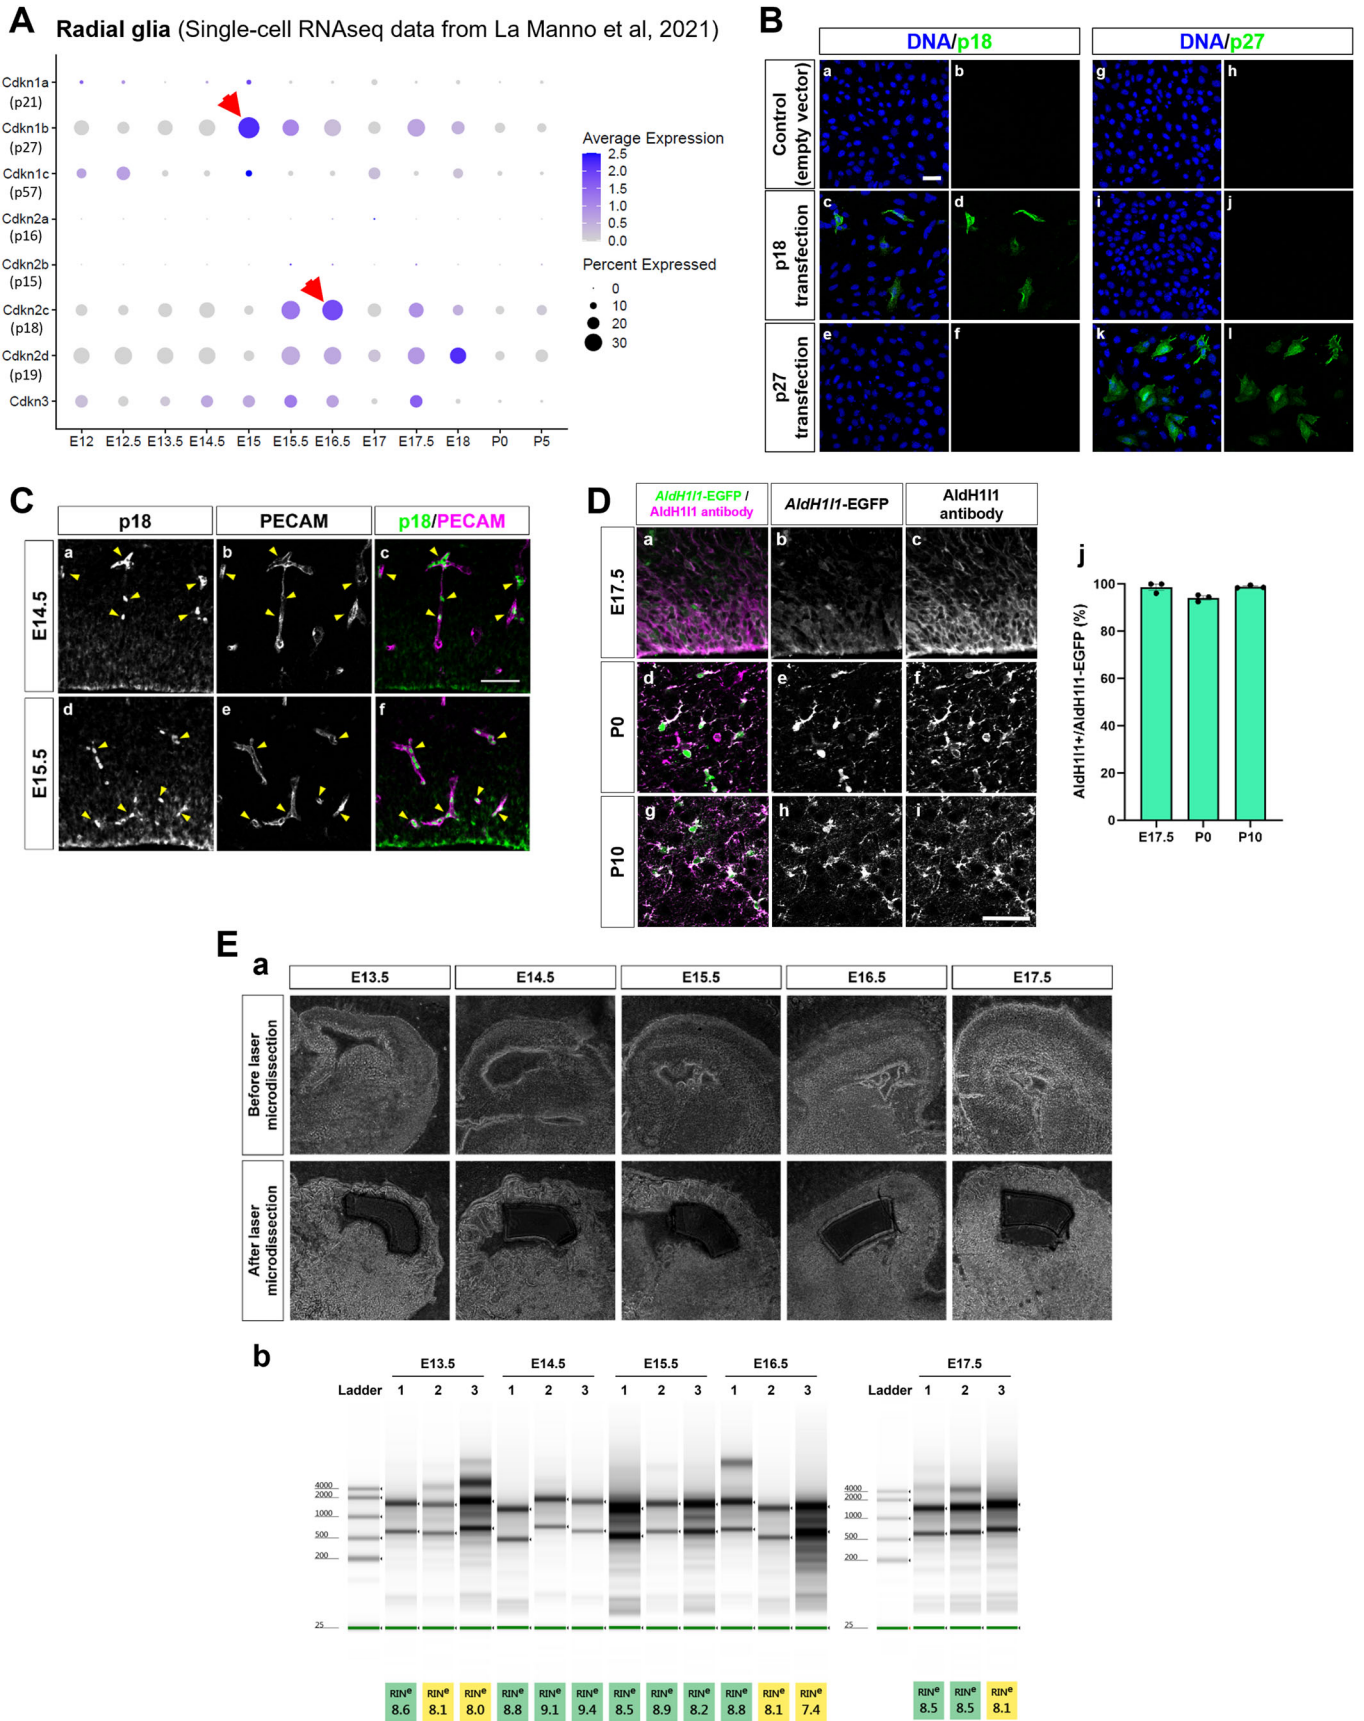 A
Radial glia (Single-cell RNAseq data from La Manno et al, 2021)
Cdkn1a
(p21)
Cdkn1b
(p27)
Cdkn1c
(p57)
Cdkn2a
(p16)
Cdkn2b
(p15)
Cdkn2c
(p18)
Cdkn2d
(p19)
Cdkn3
E12 E12.5 E13.5 E14.5 E15 E15.5 E16.5 E17 E17.5 E18 P0 P5
Average Expression
2.5
2.0
1.5
1.0
0.5
0.0
Percent Expressed
0
10
20
30
B
DNA/p18 DNA/p27
Control
(empty vector)
a b g h
p18
transfection
c d i j
p27
transfection
e f k l
C
p18 PECAM p18/PECAM
E14.5
a b c
E15.5
d e f
D
AldH1l1-EGFP /
AldH1l1 antibody
AldH1l1-EGFP
AldH1l1
antibody
E17.5
a b c
P0
d e f
P10
g h i
j
AldH1l1+/AldH1l1-EGFP (%)
100
80
60
40
20
0
E17.5 P0 P10
E
a
E13.5 E14.5 E15.5 E16.5 E17.5
Before laser
microdissection
After laser
microdissection
b
E13.5 E14.5 E15.5 E16.5 E17.5
Ladder 1 2 3 1 2 3 1 2 3 1 2 3 Ladder 1 2 3
4000
2000
1000
500
200
25
4000
2000
1000
500
200
25
RINe RINe RINe RINe RINe RINe RINe RINe RINe RINe RINe RINe RINe RINe RINe
8.6 8.1 8.0 8.8 9.1 9.4 8.5 8.9 8.2 8.8 8.1 7.4 8.5 8.5 8.1